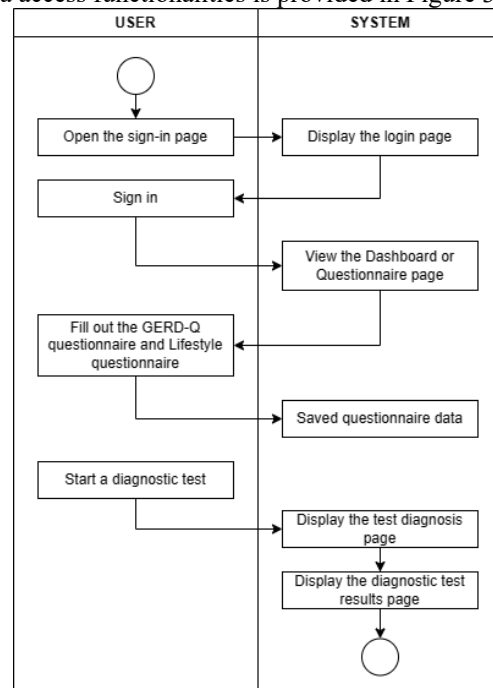 a access functionalities is provided in Figure 3
USER
SYSTEM
Open the sign-in page
Display the login page
Sign in
View the Dashboard or
Questionnaire page
Fill out the GERD-Q
questionnaire and Lifestyle
questionnaire
Saved questionnaire data
Start a diagnostic test
Display the test diagnosis
page
Display the diagnostic test
results page